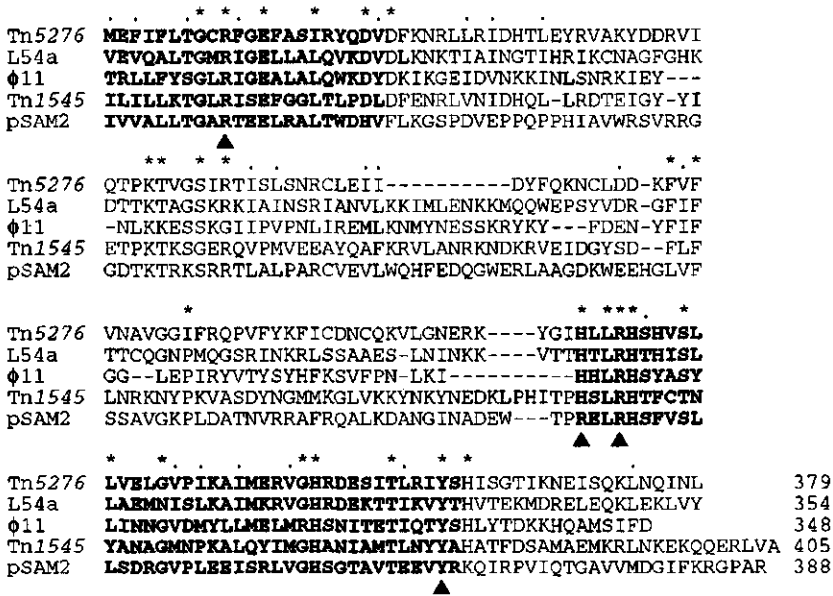 * * * * * *
Tn5276 MEFIFLTGCRFGEFASIRYQDVDFKNRLLRIDHTLEYRVAKYDDRVI
L54a VEVQALTGMRIGELLALQVKDVDLKNKTIAINGTIHRIKCNAGFGHK
ϕ11 TRLLFYSGLRIGEALALQWKDYDKIKGEIDVNKKINLSNRKIEY---
Tn1545 ILILLKTGLRISEFGGLTLPDLDFENRLVNIDHQL-LRDTEIGY-YI
pSAM2 IVVALLTGARTEELRALTWDHVFLKGSPDVEPPQPPHIAVWRSVRRG
▲
** * * * *
Tn5276 QTPKTVGSIRTISLSNRCLEII----------DYFQKNCLDD-KFVF
L54a DTTKTAGSKRKIAINSRIANVLKKIMLENKKMQQWEPSYVDR-GFIF
ϕ11 -NLKKESSKGIIPVPNLIREMLKNMYNESSKRYKY---FDEN-YFIF
Tn1545 ETPKTKSGERQVPMVEEAYQAFKRVLANRKNDKRVEIDGYSD--FLF
pSAM2 GDTKTRKSRRTLALPARCVEVLWQHFEDQGWERLAAGDKWEEHGLVF
* * *** *
Tn5276 VNAVGGIFRQPVFYKFICDNCQKVLGNERKK----YGIHLLRHSHVSL
L54a TTCQGNPMQGSRINKRLSSAAES-LNINKK----VTTHTLRHTHISL
ϕ11 GG--LEPIRYVTYSYHFKSVFPN-LKI--------HHLRHSYASY
Tn1545 LNRKNYPKVASDYNGMMKGLVKKYNKYNEDKLPHITPHSLRHTFCTN
pSAM2 SSAVGKPLDATNVRRAFRQALKDANGINADEW---TPRELRHSFVSL
▲ ▲
* * ** * * *
Tn5276 LVELGVPIKAIMERVGHRDESITLRIYSHISGTIKNEISQKLNQINL 379
L54a LAEMNISLKAIMKRVGHRDEKTTIKVYTHVTEKMDRELEQKLEKLVY 354
ϕ11 LINNGVDMYLLMELMRHSNITETIQTYSHLYTDKKHQAMSIFD 348
Tn1545 YANAGMNPKALQYIMGHANIAMTLNYYAHATFDSAMAEMKRLNKEKQQERLVA 405
pSAM2 LSDRGVPLEEISRLVGHSGTAVTEEVYRKQIRPVIQTGAVVMDGIFKRGPAR 388
▲